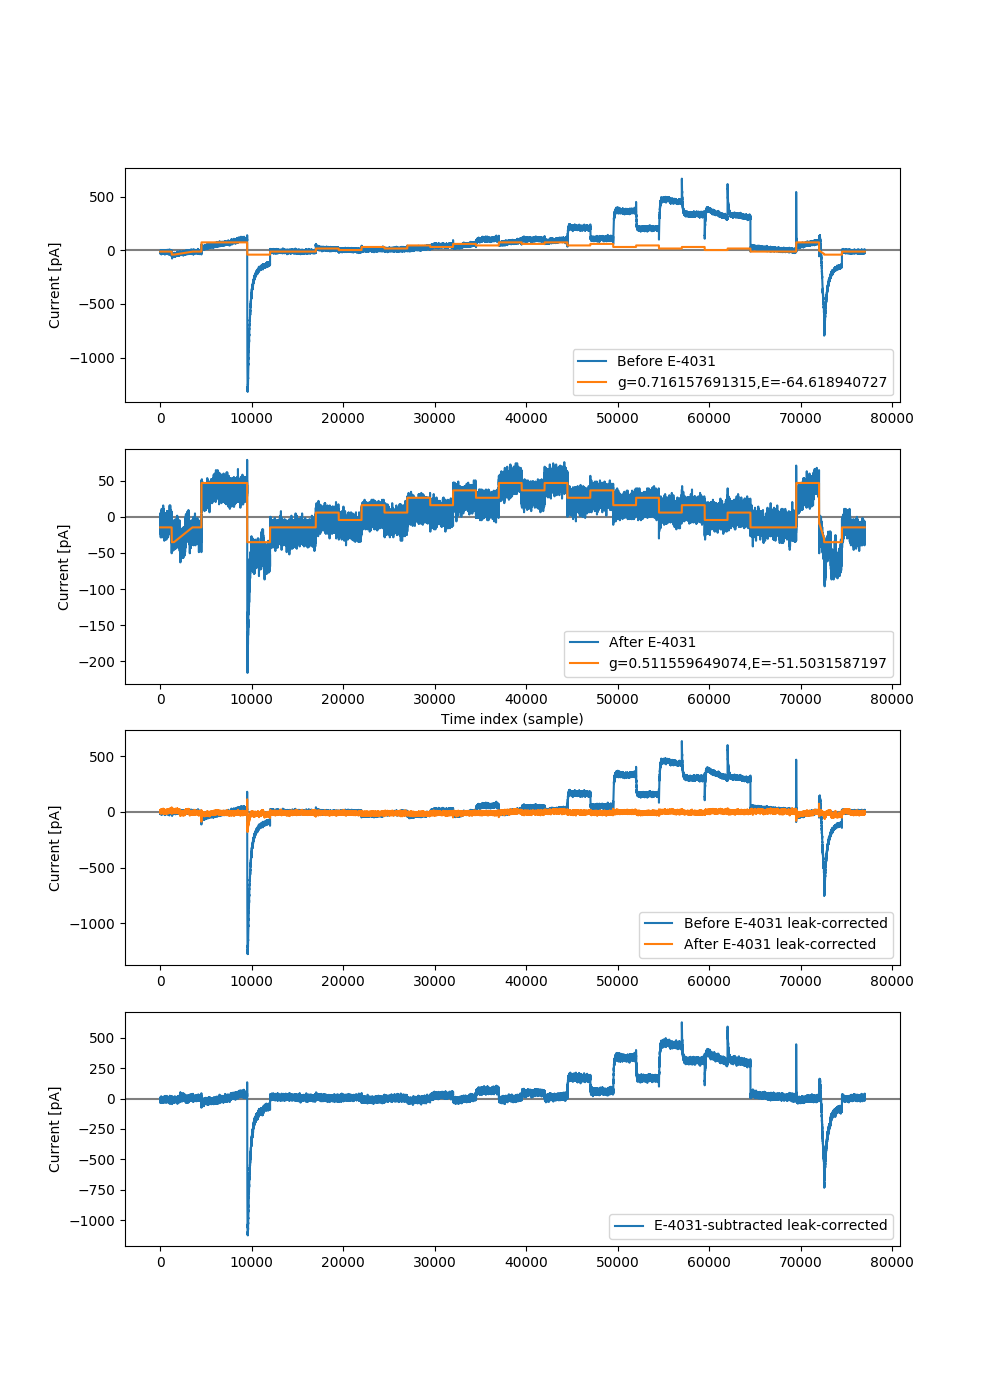 500
0
−500
−1000
Current [pA]
Before E-4031
g=0.716157691315,E=-64.618940727
0 10000 20000 30000 40000 50000 60000 70000 80000
50
0
−50
−100
−150
−200
Current [pA]
After E-4031
g=0.511559649074,E=-51.5031587197
0 10000 20000 30000 40000 50000 60000 70000 80000
Time index (sample)
500
0
−500
−1000
Current [pA]
Before E-4031 leak-corrected
After E-4031 leak-corrected
0 10000 20000 30000 40000 50000 60000 70000 80000
500
250
0
−250
−500
−750
−1000
Current [pA]
E-4031-subtracted leak-corrected
0 10000 20000 30000 40000 50000 60000 70000 80000